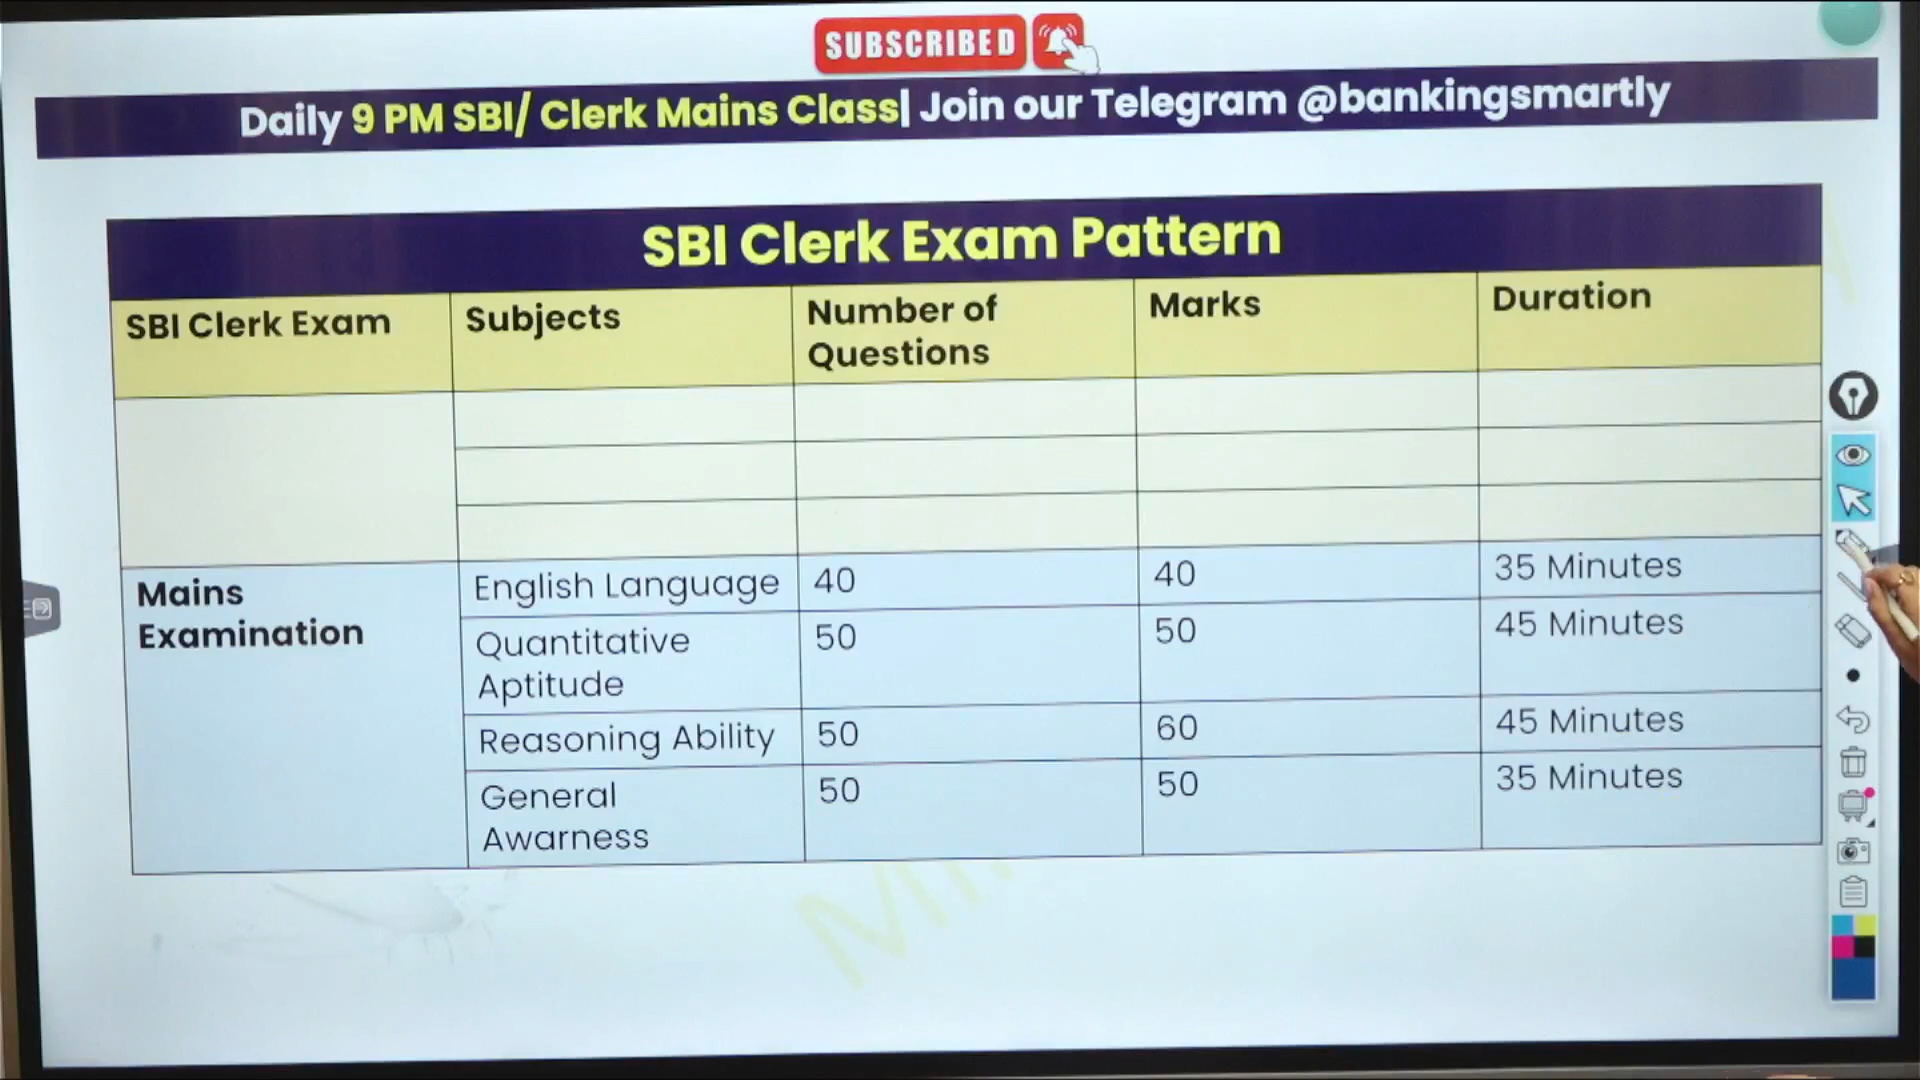 SUBSCRIBED
Daily 9 PM SBI/ Clerk Mains Class| Join our Telegram @bankingsmartly
SBI Clerk Exam Pattern
SBI Clerk Exam Subjects Number of Questions Marks Duration
Mains Examination
English Language 40 40 35 Minutes
Quantitative Aptitude 50 50 45 Minutes
Reasoning Ability 50 60 45 Minutes
General Awarness 50 50 35 Minutes